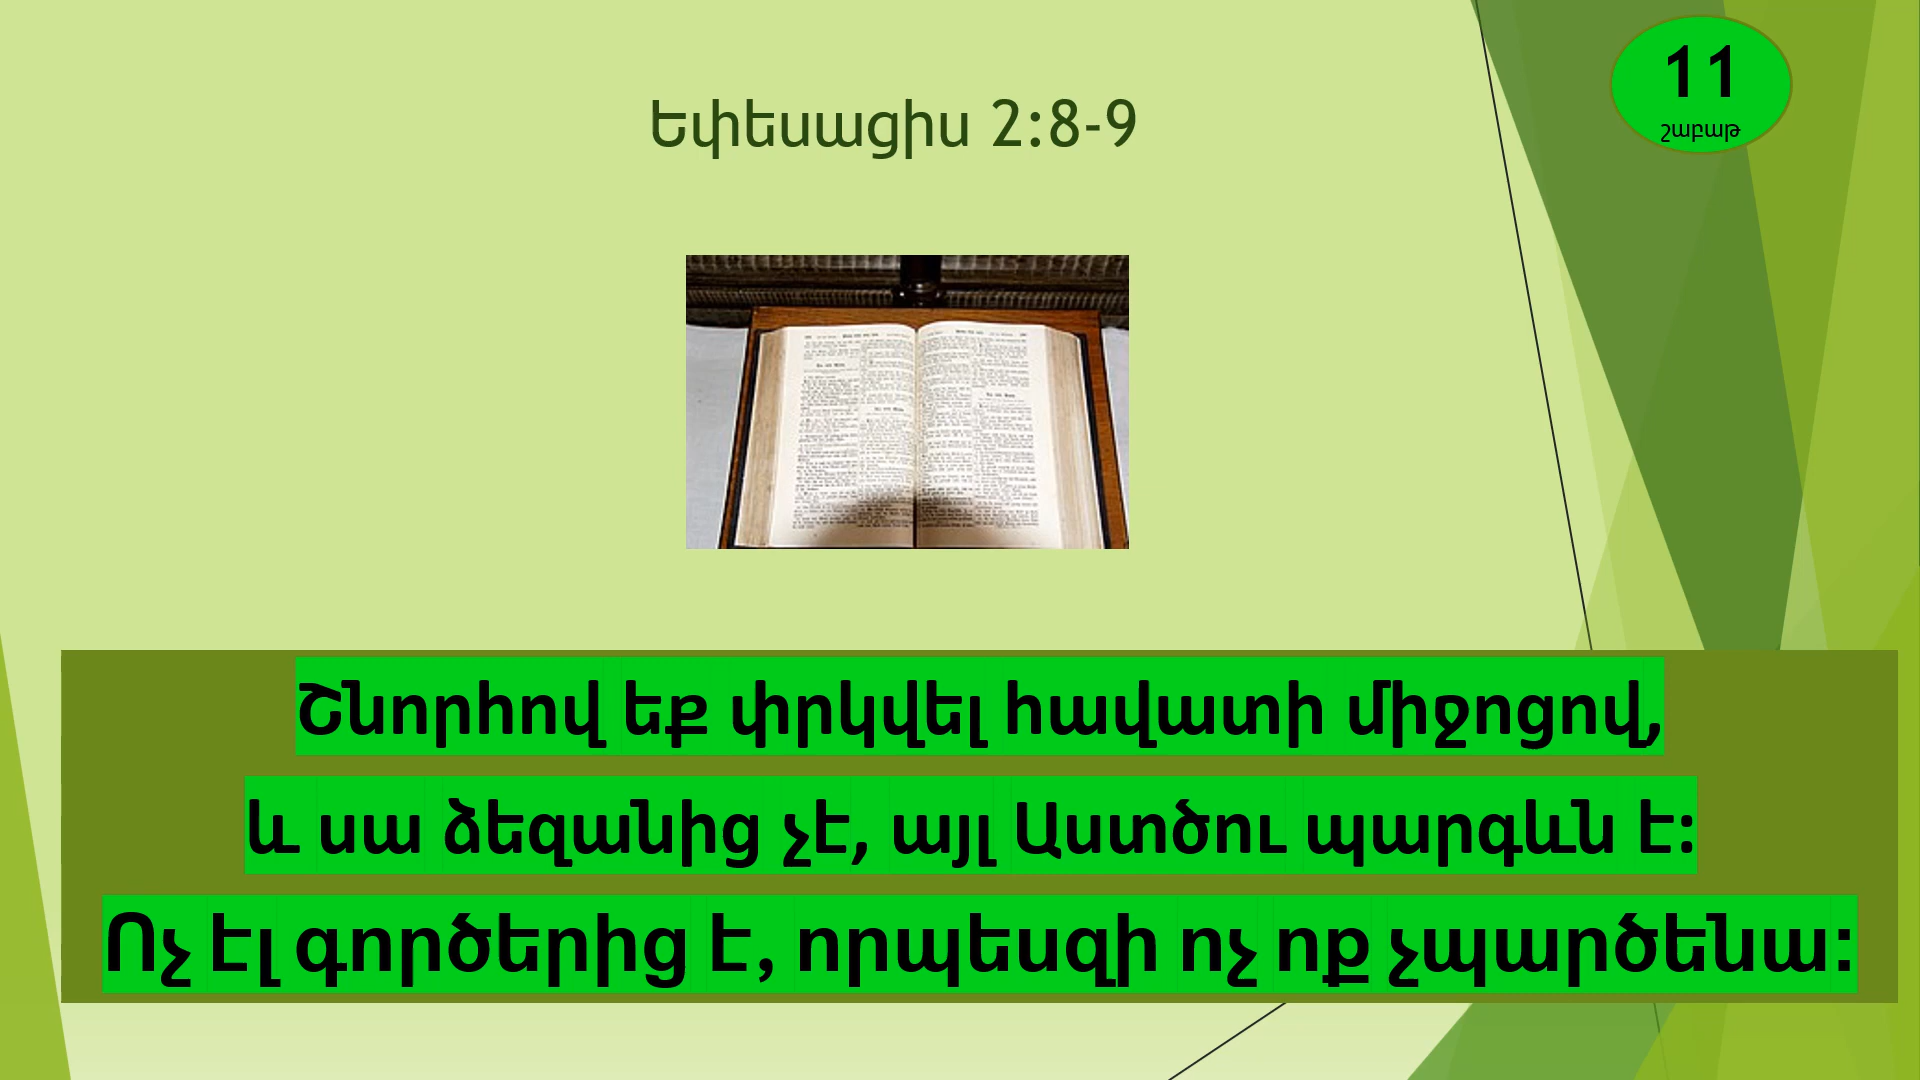 11
շաբաթ
Եփեսացիս 2:8-9
Շնորհով եք փրկվել հավատի միջոցով,
և սա ձեզանից չէ, այլ Աստծու պարգևն է:
Ոչ էլ գործերից է, որպեսզի ոչ ոք չպարծենա: